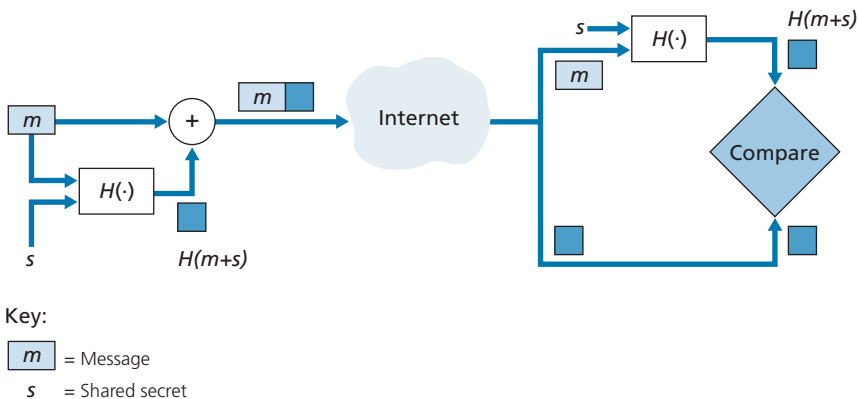 m
s
H(·)
H(m+s)
+
m
Internet
s
m
H(·)
H(m+s)
Compare
Key:
m = Message
s = Shared secret